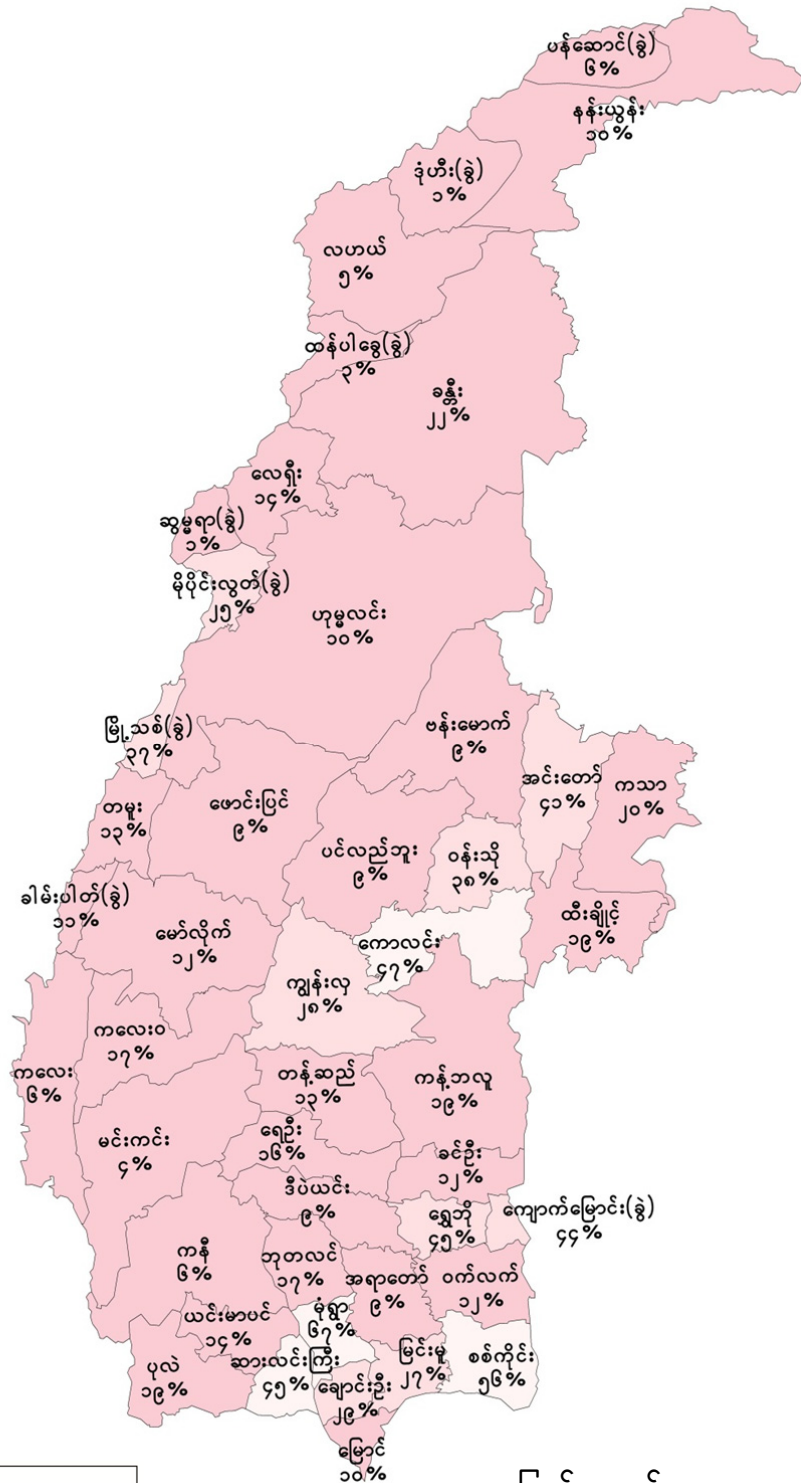 ပန်ဆောင်(ခွဲ)
၆%
နန်းယွန်း
၁၀%
ဒုံဟီး(ခွဲ)
၁%
လဟယ်
၅%
ထန်ပါခွေ(ခွဲ)
၃%
ခန္တီး
၂၂%
လေရှီး
၁၄%
ဆွမ္မရာ(ခွဲ)
၁%
မိုပိုင်းလွတ်(ခွဲ)
၂၅%
ဟုမ္မလင်း
၁၀%
မြို့သစ်(ခွဲ)
၃၇%
ဗန်းမောက်
၉%
အင်းတော်
၄၁%
ကသာ
၂၀%
တမူး
၁၃%
ဖောင်းပြင်
၉%
ပင်လည်ဘူး
၉%
ဝန်းသို
၃၈%
ခါမ်းပါတ်(ခွဲ)
၁၁%
မော်လိုက်
၁၂%
ကောလင်း
၄၇%
ထီးချိုင့်
၁၉%
ကျွန်းလှ
၂၈%
ကလေးဝ
၁၇%
ကလေး
၆%
တန့်ဆည်
၁၃%
ကန့်ဘလူ
၁၉%
မင်းကင်း
၄%
ရေဦး
၁၆%
ခင်ဦး
၁၂%
ဒီပဲယင်း
၉%
ရွှေဘို
၄၅%
ကျောက်မြောင်း(ခွဲ)
၄၄%
ကနီ
၆%
ဘုတလင်
၁၇%
အရာတော်
၉%
ဝက်လက်
၁၂%
ယင်းမာပင်
၁၄%
မုံရွာ
၆၇%
ပုလဲ
၁၉%
ဆားလင်းကြီး
၄၅%
ချောင်းဦး
၂၉%
မြင်းမူ
၂၇%
စစ်ကိုင်း
၅၆%
မြောင်
၁၀%